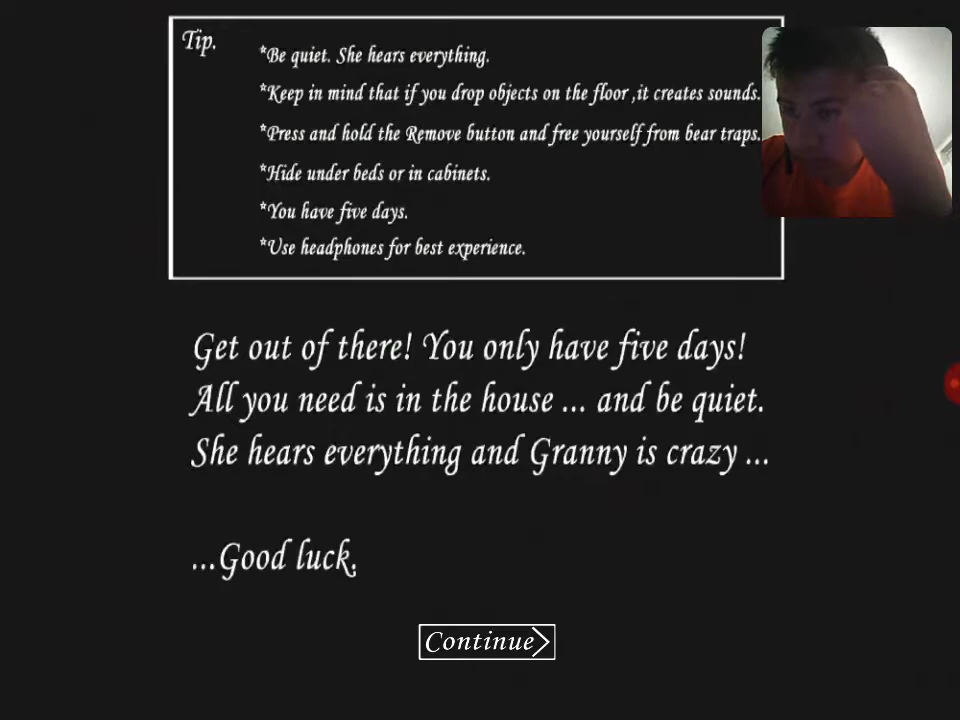 Tip.
*Be quiet. She hears everything.
*Keep in mind that if you drop objects on the floor ,it creates sounds.
*Press and hold the Remove button and free yourself from bear traps.
*Hide under beds or in cabinets.
*You have five days.
*Use headphones for best experience.
Get out of there! You only have five days!
All you need is in the house ... and be quiet.
She hears everything and Granny is crazy ...
...Good luck.
Continue